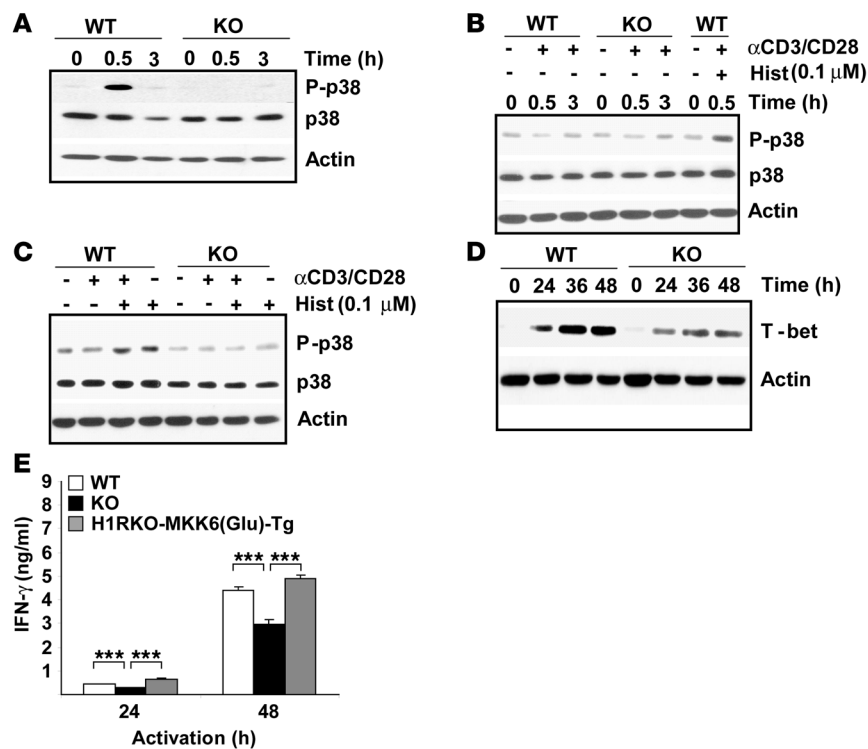 A
WT KO
0 0.5 3 0 0.5 3 Time (h)
P-p38
p38
Actin
B
WT KO WT
- + + - + + - + αCD3/CD28
- - - - - - - + Hist (0.1 μM)
0 0.5 3 0 0.5 3 0 0.5 Time (h)
P-p38
p38
Actin
C
WT KO
- + + - - + + - αCD3/CD28
- - + + - - + + Hist (0.1 μM)
P-p38
p38
Actin
D
WT KO
0 24 36 48 0 24 36 48 Time (h)
T-bet
Actin
E
9
8
7
6
5
4
3
2
1
IFN-γ (ng/ml)
WT
KO
H1RKO-MKK6(Glu)-Tg
*** ***
*** ***
24 48
Activation (h)